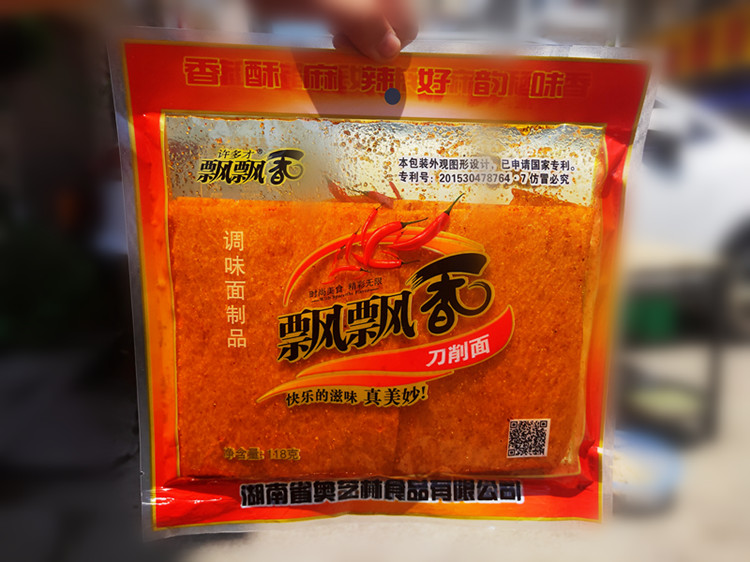 香酥麻辣 好韵味
许多才
飘飘香
本包装外观图形设计，已申请国家专利。
专利号：201530478764·7 仿冒必究
调味面制品
时尚美食 精彩无限
飘飘香
刀削面
快乐的滋味 真美妙！
净含量：118克
湖南省奥艺林食品有限公司